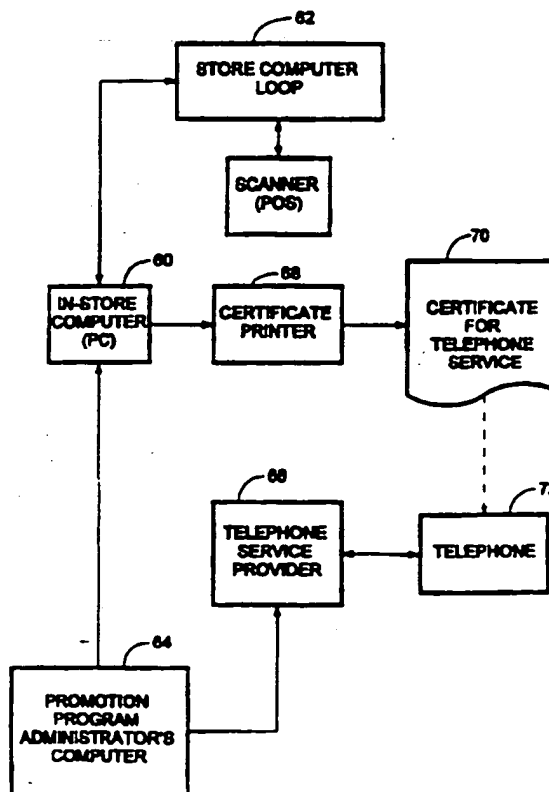 62
STORE COMPUTER
LOOP
SCANNER
(POS)
60
IN-STORE
COMPUTER
(PC)
68
CERTIFICATE
PRINTER
70
CERTIFICATE
FOR
TELEPHONE
SERVICE
66
TELEPHONE
SERVICE
PROVIDER
TELEPHONE
64
PROMOTION
PROGRAM
ADMINISTRATOR'S
COMPUTER